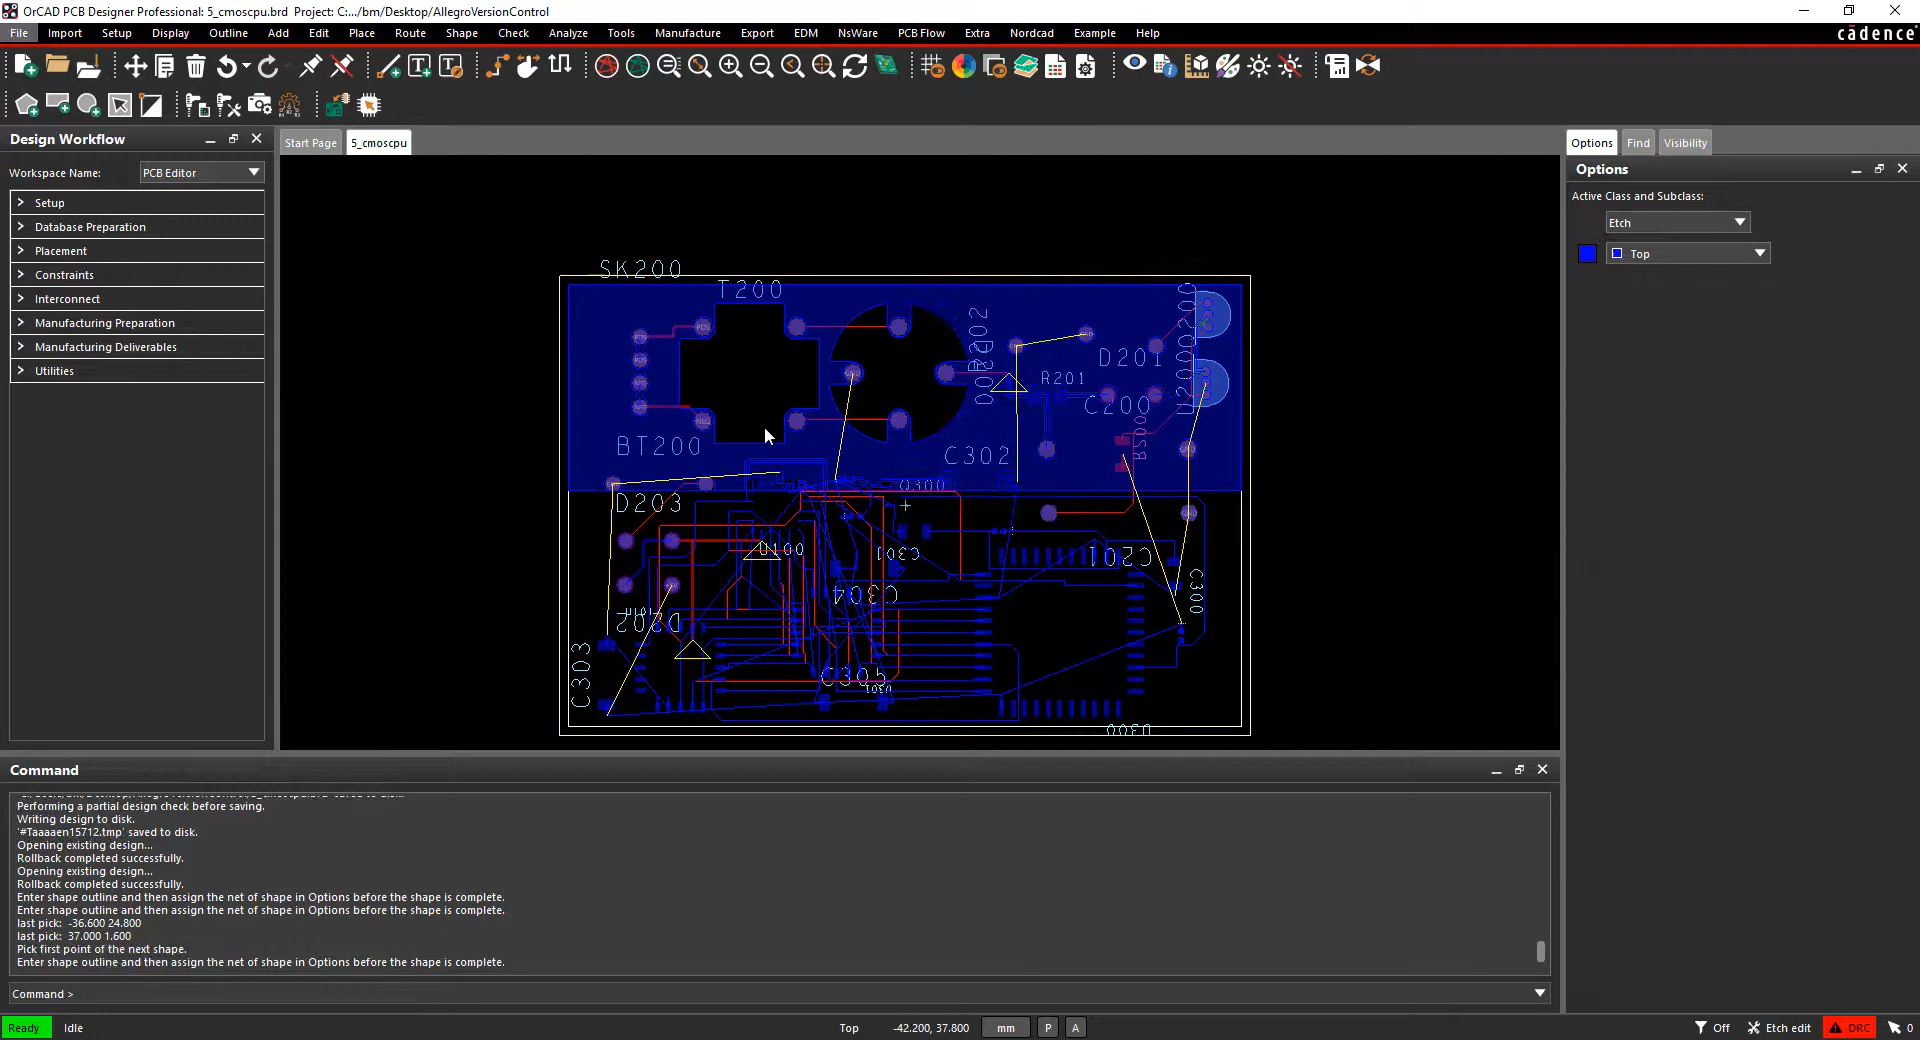 OrCAD PCB Designer Professional: 5_cmoscpu.brd  Project: C:.../bm/Desktop/AllegroVersionControl
File Import Setup Display Outline Add Edit Place Route Shape Check Analyze Tools Manufacture Export EDM NsWare PCB Flow Extra Nordcad Example Help
cādence
Design Workflow
Workspace Name: PCB Editor
Setup
Database Preparation
Placement
Constraints
Interconnect
Manufacturing Preparation
Manufacturing Deliverables
Utilities
Start Page 5_cmoscpu
SK200
T200
BT200
D201
R201
C200
C302
D203
C301
C201
C304
C300
C303
D202
C305
U301
U300
Options Find Visibility
Options
Active Class and Subclass:
Etch
Top
Command
Performing a partial design check before saving.
Writing design to disk.
'#Taaaaen15712.tmp' saved to disk.
Opening existing design...
Rollback completed successfully.
Opening existing design...
Rollback completed successfully.
Enter shape outline and then assign the net of shape in Options before the shape is complete.
Enter shape outline and then assign the net of shape in Options before the shape is complete.
last pick:  -36.600 24.800
last pick:  37.000 1.600
Pick first point of the next shape.
Enter shape outline and then assign the net of shape in Options before the shape is complete.
Command >
Ready Idle Top -42.200, 37.800 mm P A Off Etch edit DRC 0